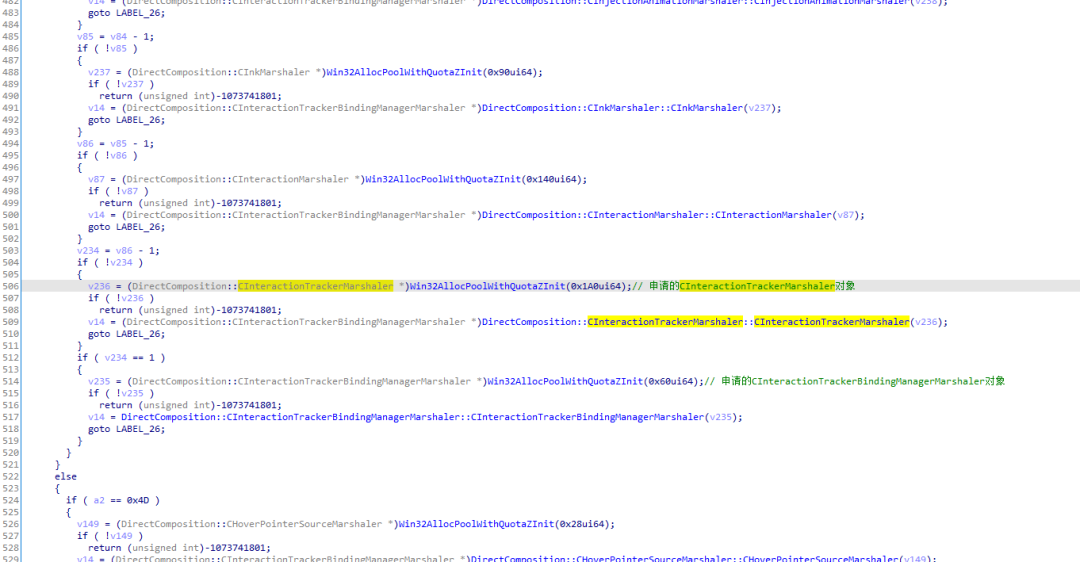 482 v14 = (DirectComposition::CInteractionTrackerBindingManagerMarshaler *)DirectComposition::CInjectionAnimationMarshaler::CInjectionAnimationMarshaler(v238);
483 goto LABEL_26;
484 }
485 v85 = v84 - 1;
486 if ( !v85 )
487 {
488 v237 = (DirectComposition::CInkMarshaler *)Win32AllocPoolWithQuotaZInit(0x90ui64);
489 if ( !v237 )
490 return (unsigned int)-1073741801;
491 v14 = (DirectComposition::CInteractionTrackerBindingManagerMarshaler *)DirectComposition::CInkMarshaler::CInkMarshaler(v237);
492 goto LABEL_26;
493 }
494 v86 = v85 - 1;
495 if ( !v86 )
496 {
497 v87 = (DirectComposition::CInteractionMarshaler *)Win32AllocPoolWithQuotaZInit(0x140ui64);
498 if ( !v87 )
499 return (unsigned int)-1073741801;
500 v14 = (DirectComposition::CInteractionTrackerBindingManagerMarshaler *)DirectComposition::CInteractionMarshaler::CInteractionMarshaler(v87);
501 goto LABEL_26;
502 }
503 v234 = v86 - 1;
504 if ( !v234 )
505 {
506 v236 = (DirectComposition::CInteractionTrackerMarshaler *)Win32AllocPoolWithQuotaZInit(0x1A0ui64);// 申请的CInteractionTrackerMarshaler对象
507 if ( !v236 )
508 return (unsigned int)-1073741801;
509 v14 = (DirectComposition::CInteractionTrackerBindingManagerMarshaler *)DirectComposition::CInteractionTrackerMarshaler::CInteractionTrackerMarshaler(v236);
510 goto LABEL_26;
511 }
512 if ( v234 == 1 )
513 {
514 v235 = (DirectComposition::CInteractionTrackerBindingManagerMarshaler *)Win32AllocPoolWithQuotaZInit(0x60ui64);// 申请的CInteractionTrackerBindingManagerMarshaler对象
515 if ( !v235 )
516 return (unsigned int)-1073741801;
517 v14 = DirectComposition::CInteractionTrackerBindingManagerMarshaler::CInteractionTrackerBindingManagerMarshaler(v235);
518 goto LABEL_26;
519 }
520 }
521 }
522 else
523 {
524 if ( a2 == 0x4D )
525 {
526 v149 = (DirectComposition::CHoverPointerSourceMarshaler *)Win32AllocPoolWithQuotaZInit(0x28ui64);
527 if ( !v149 )
528 return (unsigned int)-1073741801;
529 v14 = (DirectComposition::CInteractionTrackerBindingManagerMarshaler *)DirectComposition::CHoverPointerSourceMarshaler::CHoverPointerSourceMarshaler(v149);